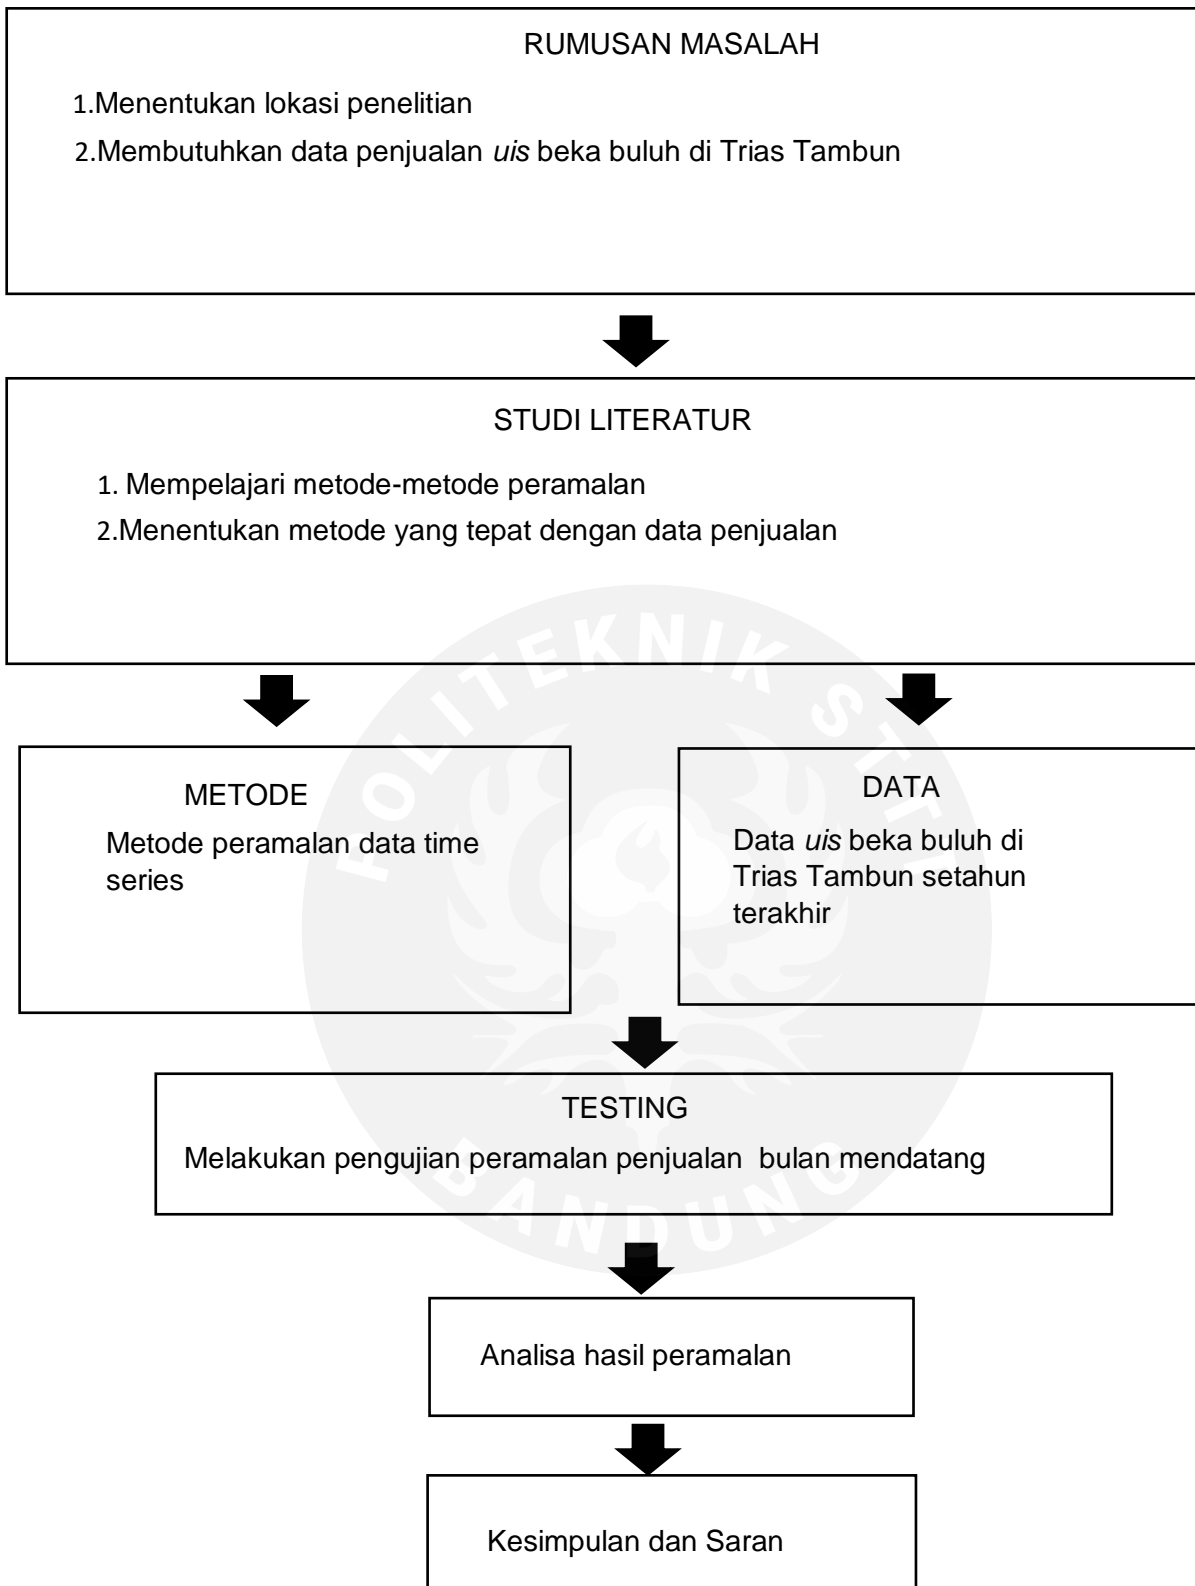 RUMUSAN MASALAH
1.Menentukan lokasi penelitian
2.Membutuhkan data penjualan uis beka buluh di Trias Tambun
STUDI LITERATUR
1. Mempelajari metode-metode peramalan
2.Menentukan metode yang tepat dengan data penjualan
POLITEKNIK STTT
METODE
Metode peramalan data time
series
DATA
Data uis beka buluh di
Trias Tambun setahun
terakhir
TESTING
Melakukan pengujian peramalan penjualan  bulan mendatang
BANDUNG
Analisa hasil peramalan
Kesimpulan dan Saran